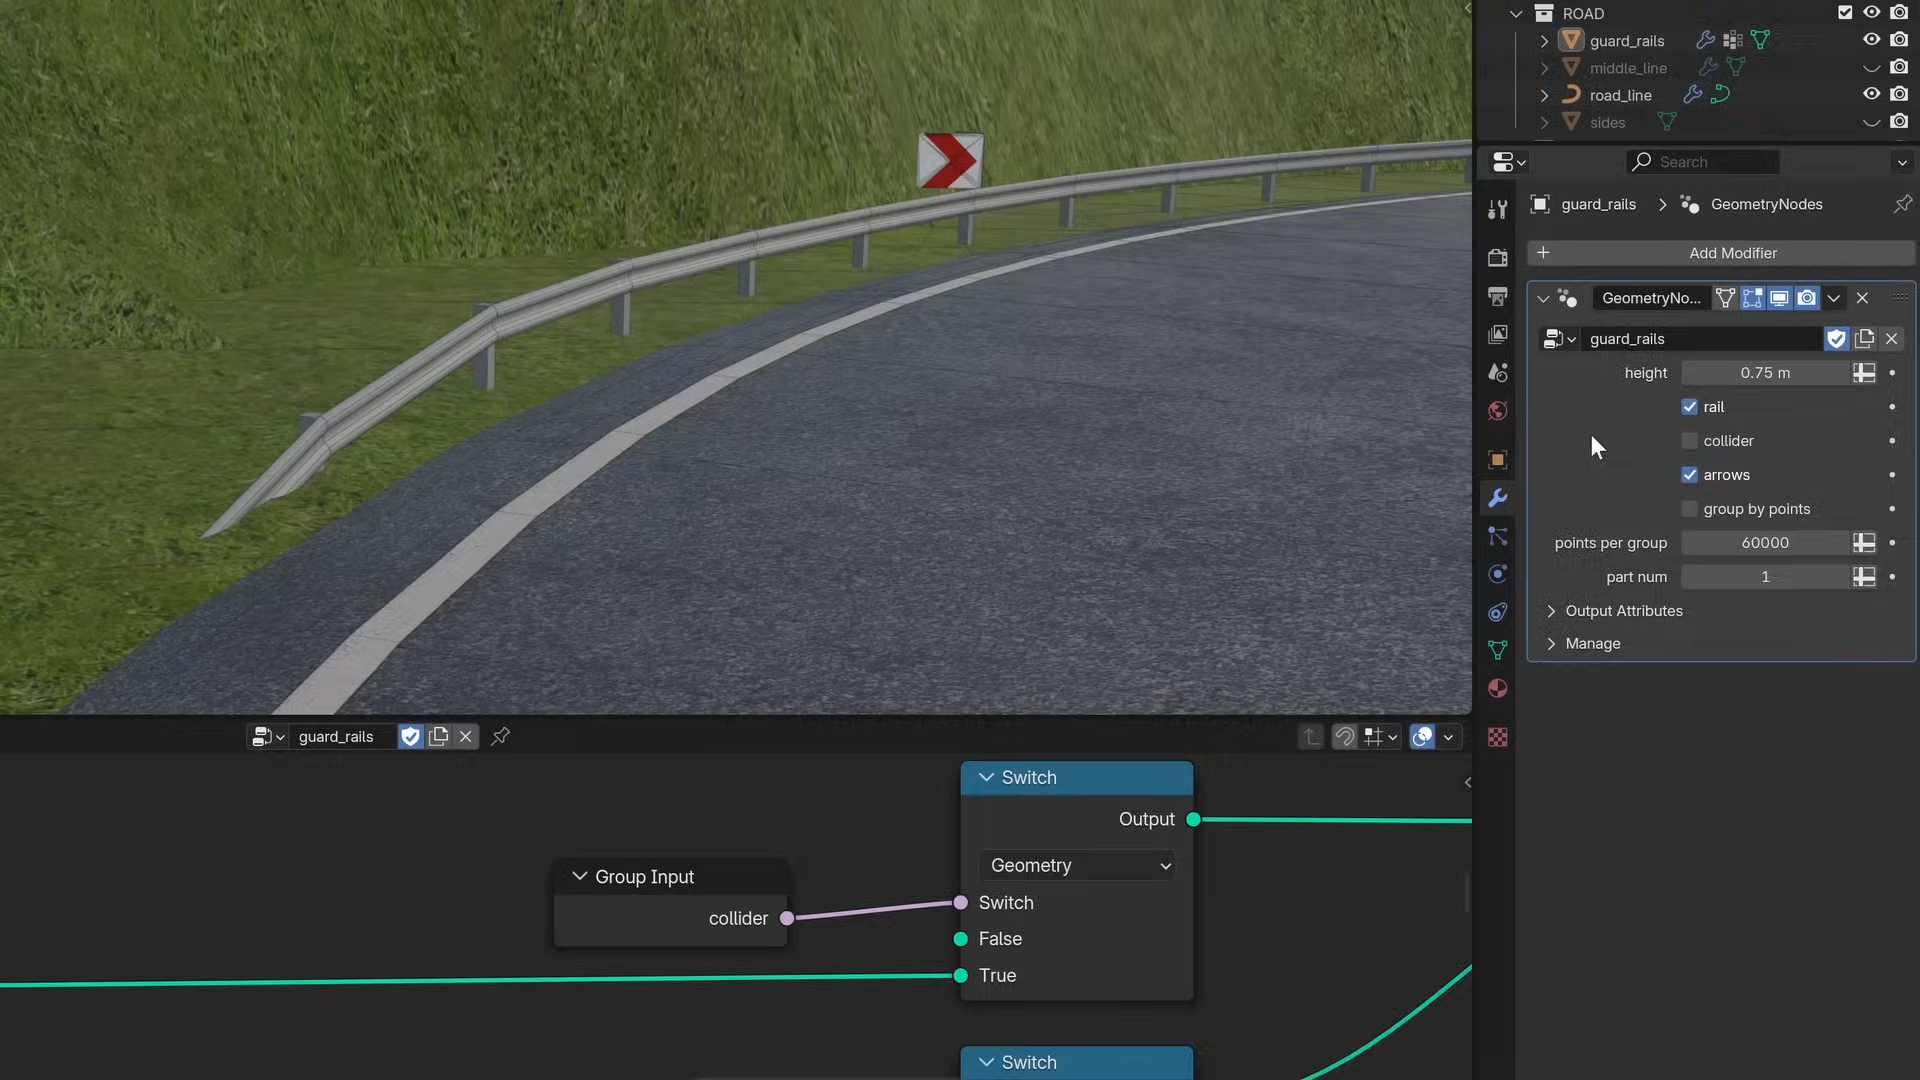 ROAD
guard_rails
middle_line
road_line
sides
Search
guard_rails > GeometryNodes
+ Add Modifier
GeometryNo...
guard_rails
height 0.75 m
rail
collider
arrows
group by points
points per group 60000
part num 1
Output Attributes
Manage
guard_rails
Switch
Output
Geometry
Switch
False
True
Group Input
collider
Switch